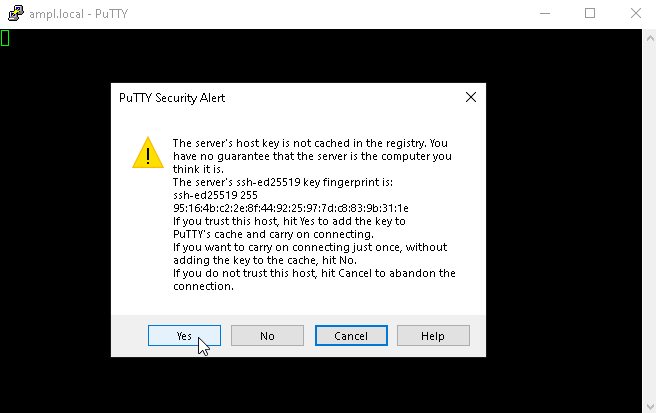 ampl.local - PuTTY
PuTTY Security Alert
The server's host key is not cached in the registry. You
have no guarantee that the server is the computer you
think it is.
The server's ssh-ed25519 key fingerprint is:
ssh-ed25519 255
95:16:4b:c2:2e:8f:44:92:25:97:7d:c8:83:9b:31:1e
If you trust this host, hit Yes to add the key to
PuTTY's cache and carry on connecting.
If you want to carry on connecting just once, without
adding the key to the cache, hit No.
If you do not trust this host, hit Cancel to abandon the
connection.
Yes No Cancel Help